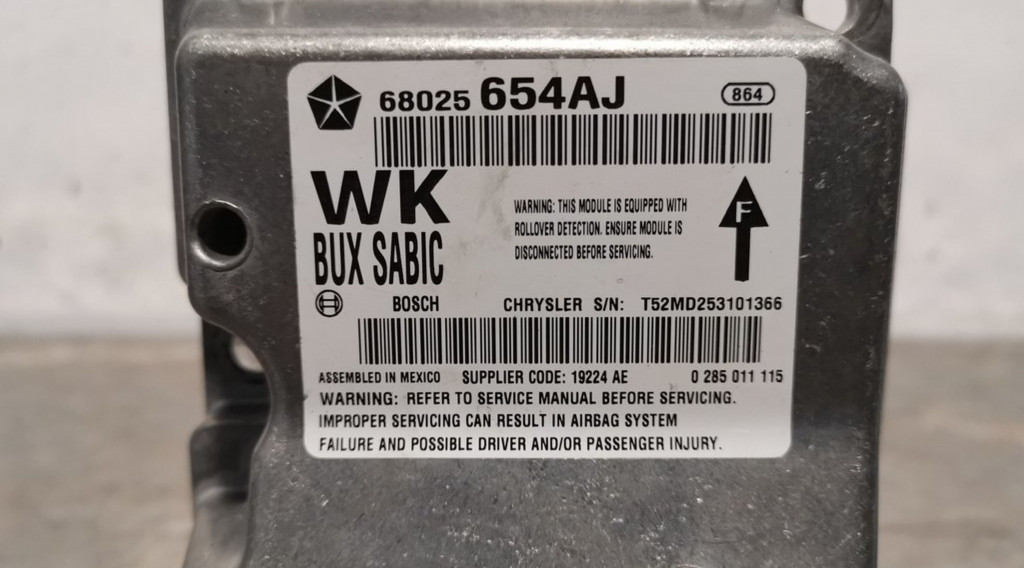 68025 654AJ 864
WK
BUX SABIC
WARNING: THIS MODULE IS EQUIPPED WITH
ROLLOVER DETECTION. ENSURE MODULE IS
DISCONNECTED BEFORE SERVICING.
F
BOSCH CHRYSLER S/N: T52MD253101366
ASSEMBLED IN MEXICO SUPPLIER CODE: 19224 AE 0 285 011 115
WARNING: REFER TO SERVICE MANUAL BEFORE SERVICING.
IMPROPER SERVICING CAN RESULT IN AIRBAG SYSTEM
FAILURE AND POSSIBLE DRIVER AND/OR PASSENGER INJURY.